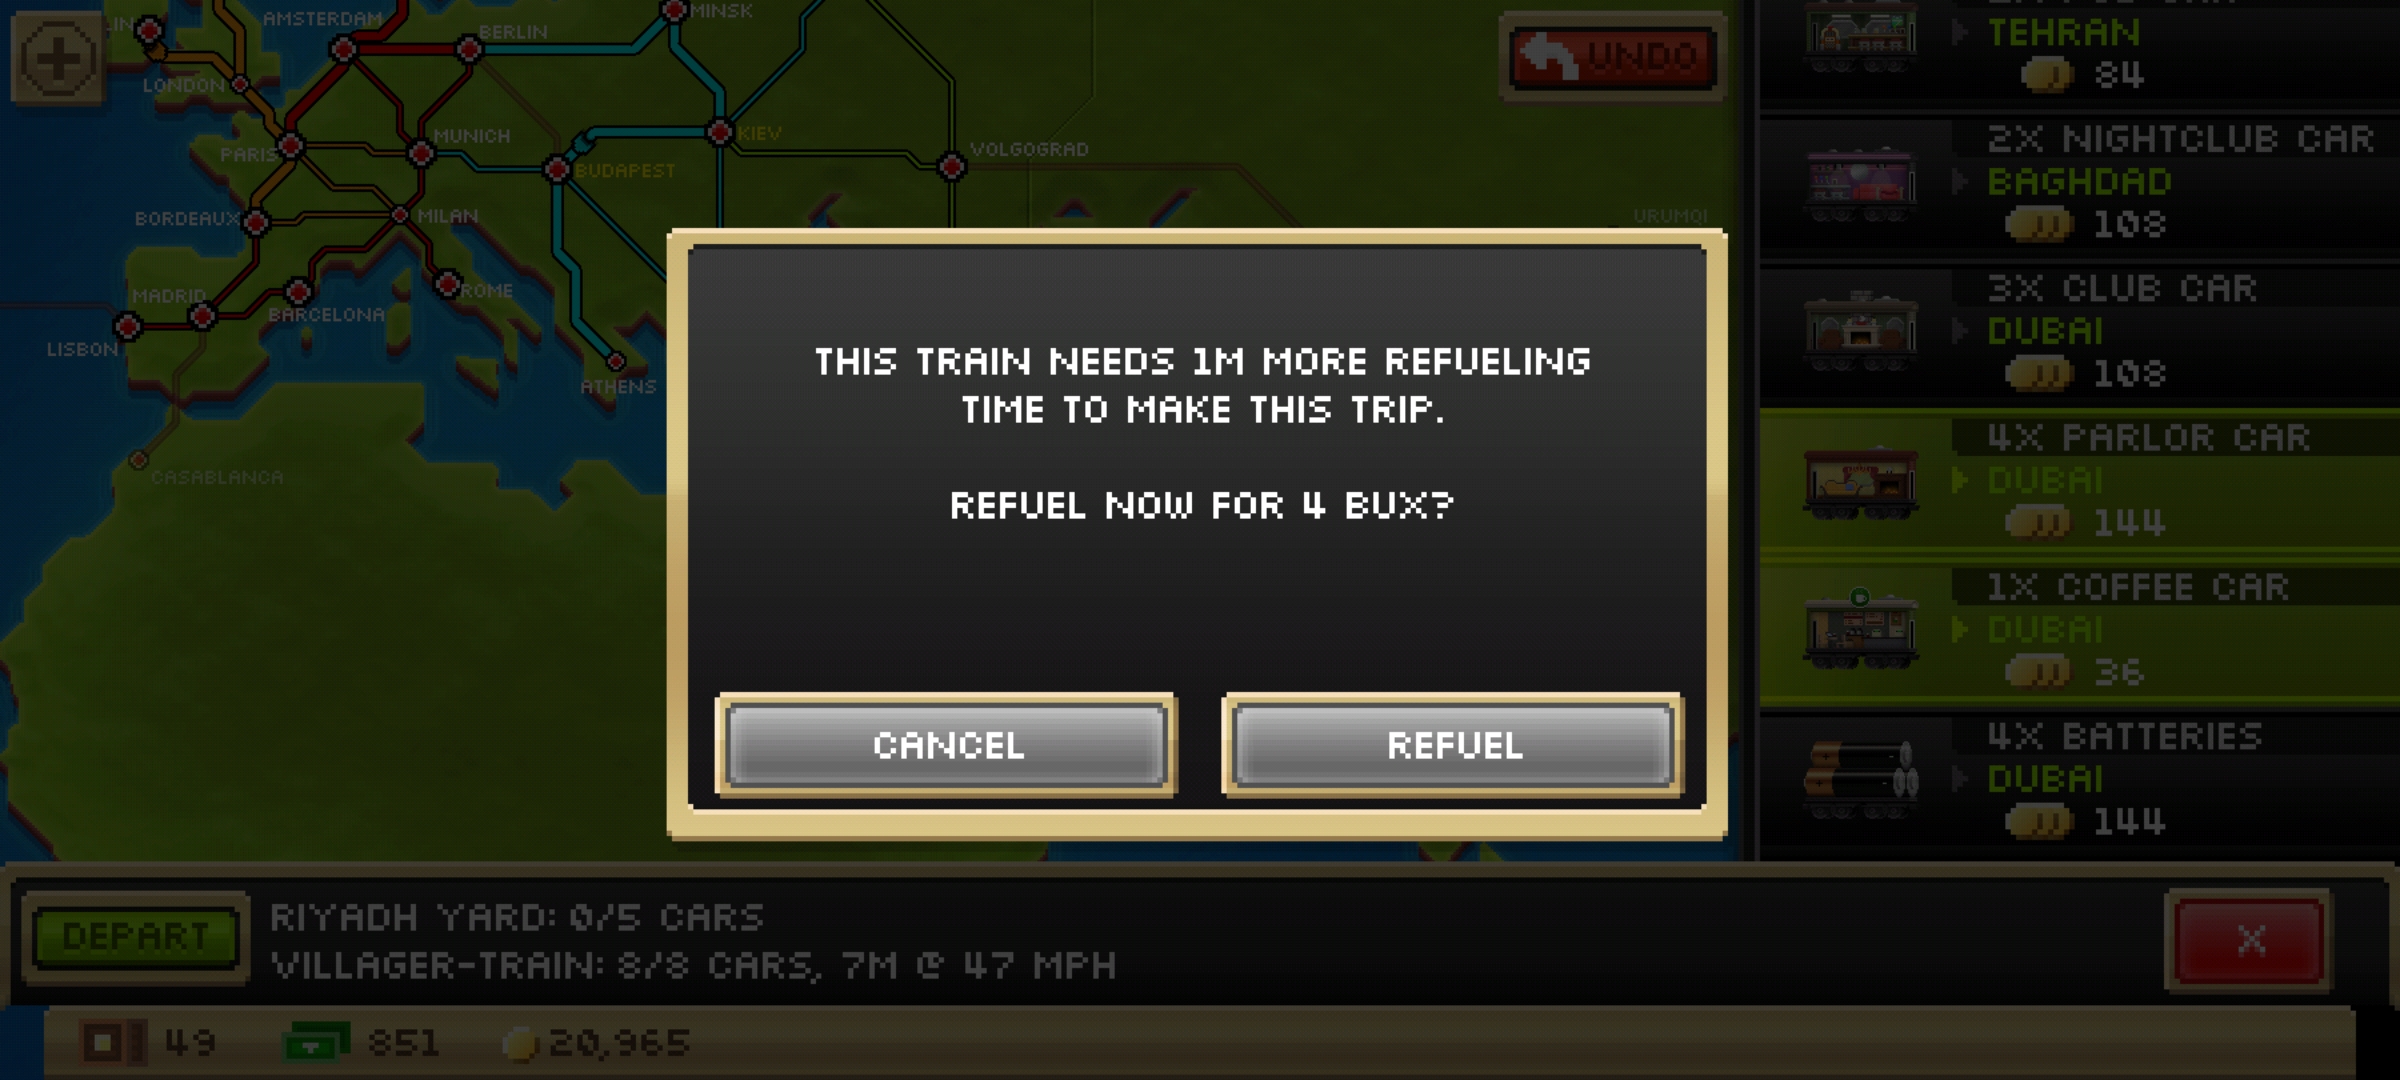 AMSTERDAM
BERLIN
MINSK
LONDON
PARIS
MUNICH
KIEV
BUDAPEST
VOLGOGRAD
BORDEAUX
MILAN
URUMQI
MADRID
ROME
BARCELONA
LISBON
ATHENS
CASABLANCA
UNDO
TEHRAN
84
2X NIGHTCLUB CAR
BAGHDAD
108
3X CLUB CAR
DUBAI
108
4X PARLOR CAR
DUBAI
144
1X COFFEE CAR
DUBAI
36
4X BATTERIES
DUBAI
144
THIS TRAIN NEEDS 1M MORE REFUELING
TIME TO MAKE THIS TRIP.
REFUEL NOW FOR 4 BUX?
CANCEL
REFUEL
DEPART
RIYADH YARD: 0/5 CARS
VILLAGER-TRAIN: 8/8 CARS, 7M @ 47 MPH
X
49
851
20,965